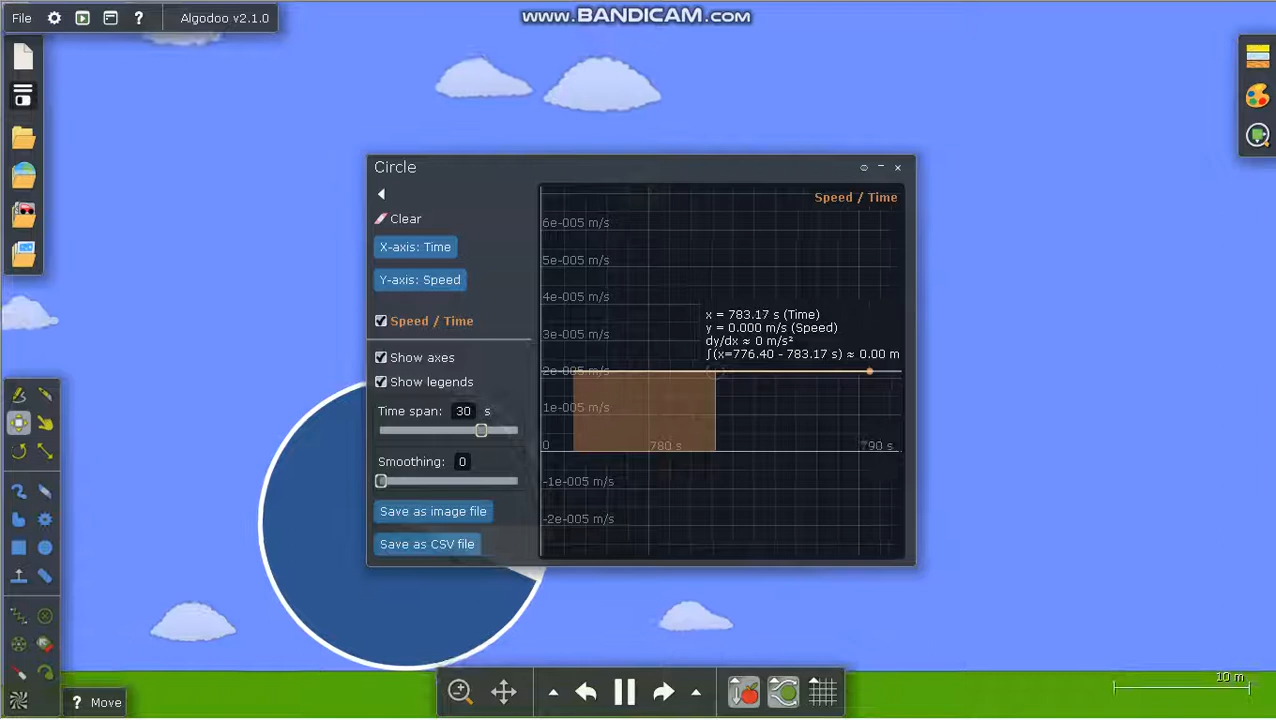 File
?
Algodoo v2.1.0
www.BANDICAM.com
Circle
Clear
X-axis: Time
Y-axis: Speed
Speed / Time
Show axes
Show legends
Time span: 30 s
Smoothing: 0
Save as image file
Save as CSV file
Speed / Time
6e-005 m/s
5e-005 m/s
4e-005 m/s
3e-005 m/s
2e-005 m/s
1e-005 m/s
0
780 s
790 s
-1e-005 m/s
-2e-005 m/s
x = 783.17 s (Time)
y = 0.000 m/s (Speed)
dy/dx ≈ 0 m/s²
∫(x=776.40 - 783.17 s) ≈ 0.00 m
10 m
? Move